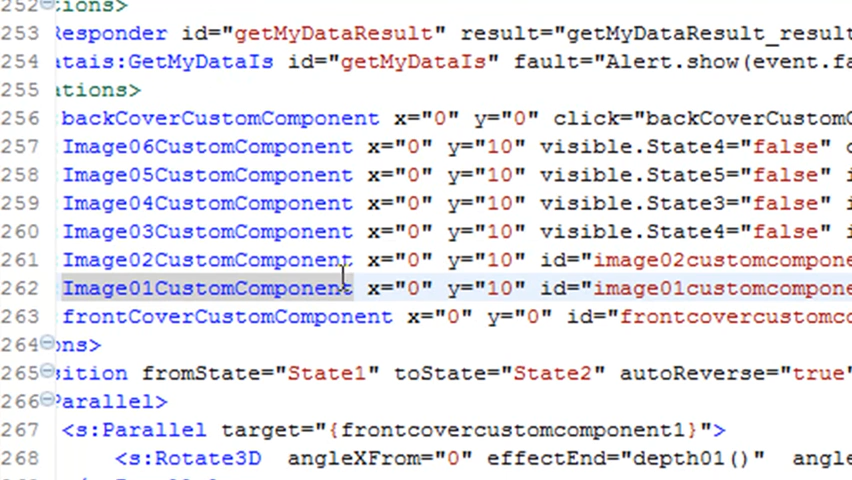 252 ions>
253 Responder id="getMyDataResult" result="getMyDataResult_result
254 atais:GetMyDataIs id="getMyDataIs" fault="Alert.show(event.fa
255 ations>
256 backCoverCustomComponent x="0" y="0" click="backCoverCustomC
257 Image06CustomComponent x="0" y="10" visible.State4="false" c
258 Image05CustomComponent x="0" y="10" visible.State5="false" i
259 Image04CustomComponent x="0" y="10" visible.State3="false" i
260 Image03CustomComponent x="0" y="10" visible.State4="false" i
261 Image02CustomComponent x="0" y="10" id="image02customcompone
262 Image01CustomComponent x="0" y="10" id="image01customcompone
263 frontCoverCustomComponent x="0" y="0" id="frontcovercustomco
264 ons>
265 sition fromState="State1" toState="State2" autoReverse="true"
266 Parallel>
267 <s:Parallel target="{frontcovercustomcomponent1}">
268 <s:Rotate3D angleXFrom="0" effectEnd="depth01()" angle